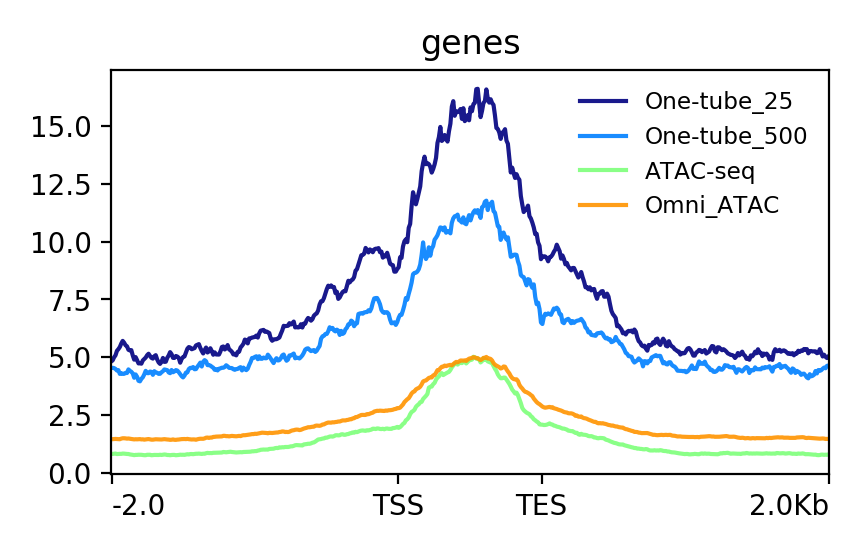 genes
15.0
12.5
10.0
7.5
5.0
2.5
0.0
One-tube_25
One-tube_500
ATAC-seq
Omni_ATAC
-2.0 TSS TES 2.0Kb